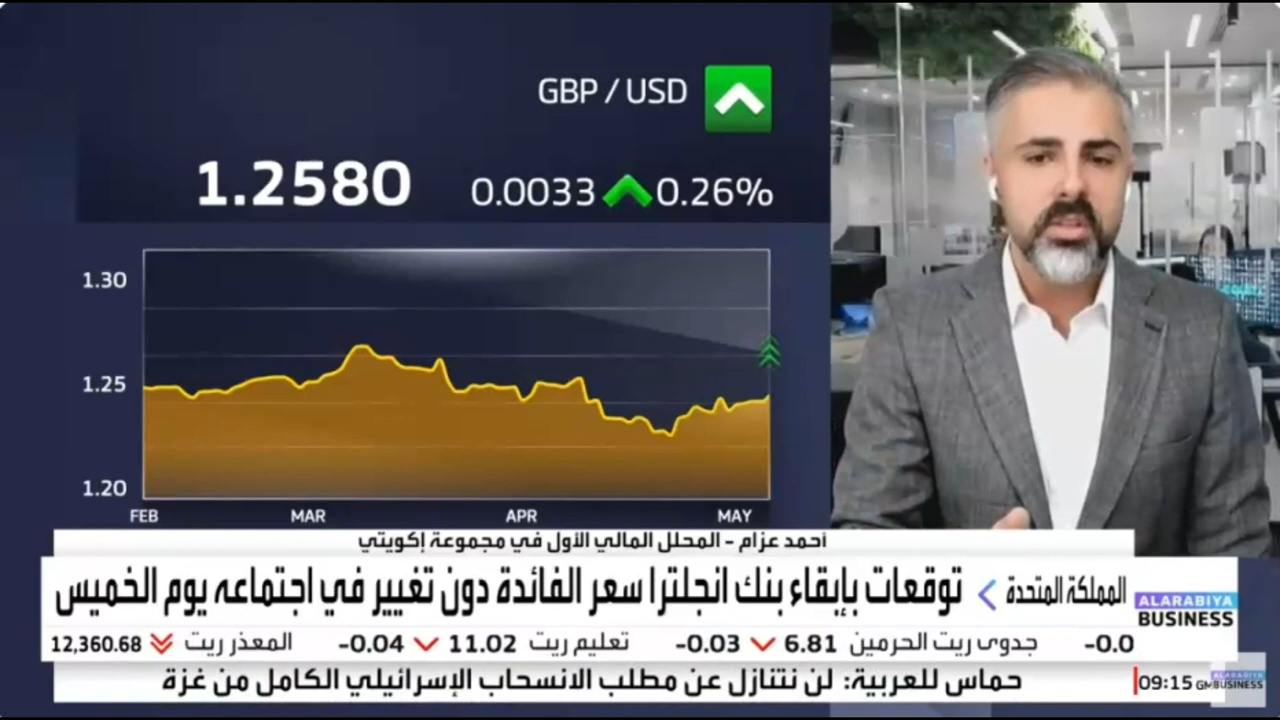 GBP / USD
1.2580 0.0033 0.26%
1.30
1.25
1.20
FEB MAR APR MAY
أحمد عزام - المحلل المالي الأول في مجموعة إكويتي
المملكة المتحدة > توقعات بإبقاء بنك انجلترا سعر الفائدة دون تغيير في اجتماعه يوم الخميس
ALARABIYA
BUSINESS
-0.0 جدوى ريت الحرمين 6.81 -0.03 تعليم ريت 11.02 -0.04 المعذر ريت 12,360.68
حماس للعربية: لن نتنازل عن مطلب الانسحاب الإسرائيلي الكامل من غزة
09:15 GM
ALARABIYA
BUSINESS